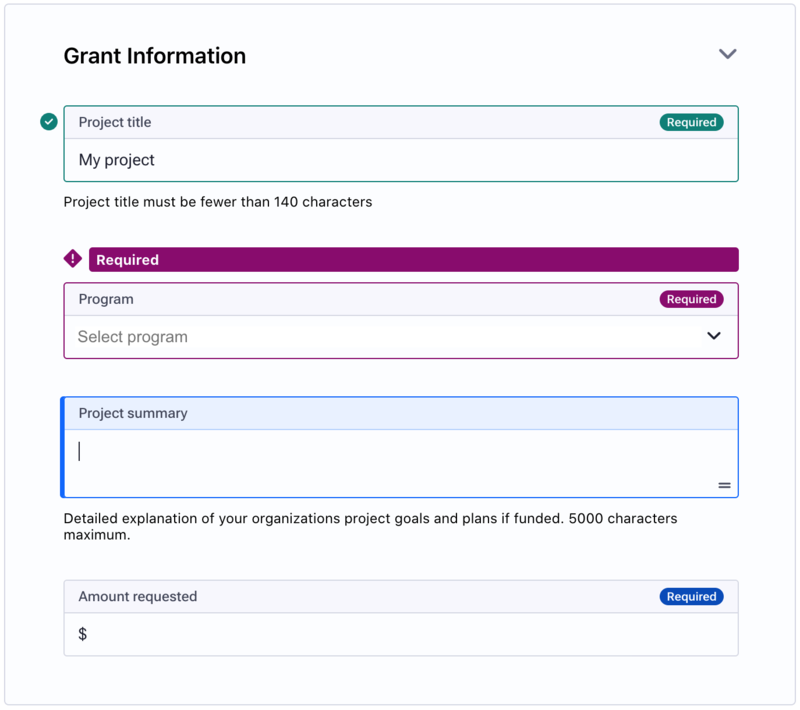 Grant Information
Project title Required
My project
Project title must be fewer than 140 characters
Required
Program Required
Select program
Project summary
Detailed explanation of your organizations project goals and plans if funded. 5000 characters
maximum.
Amount requested Required
$